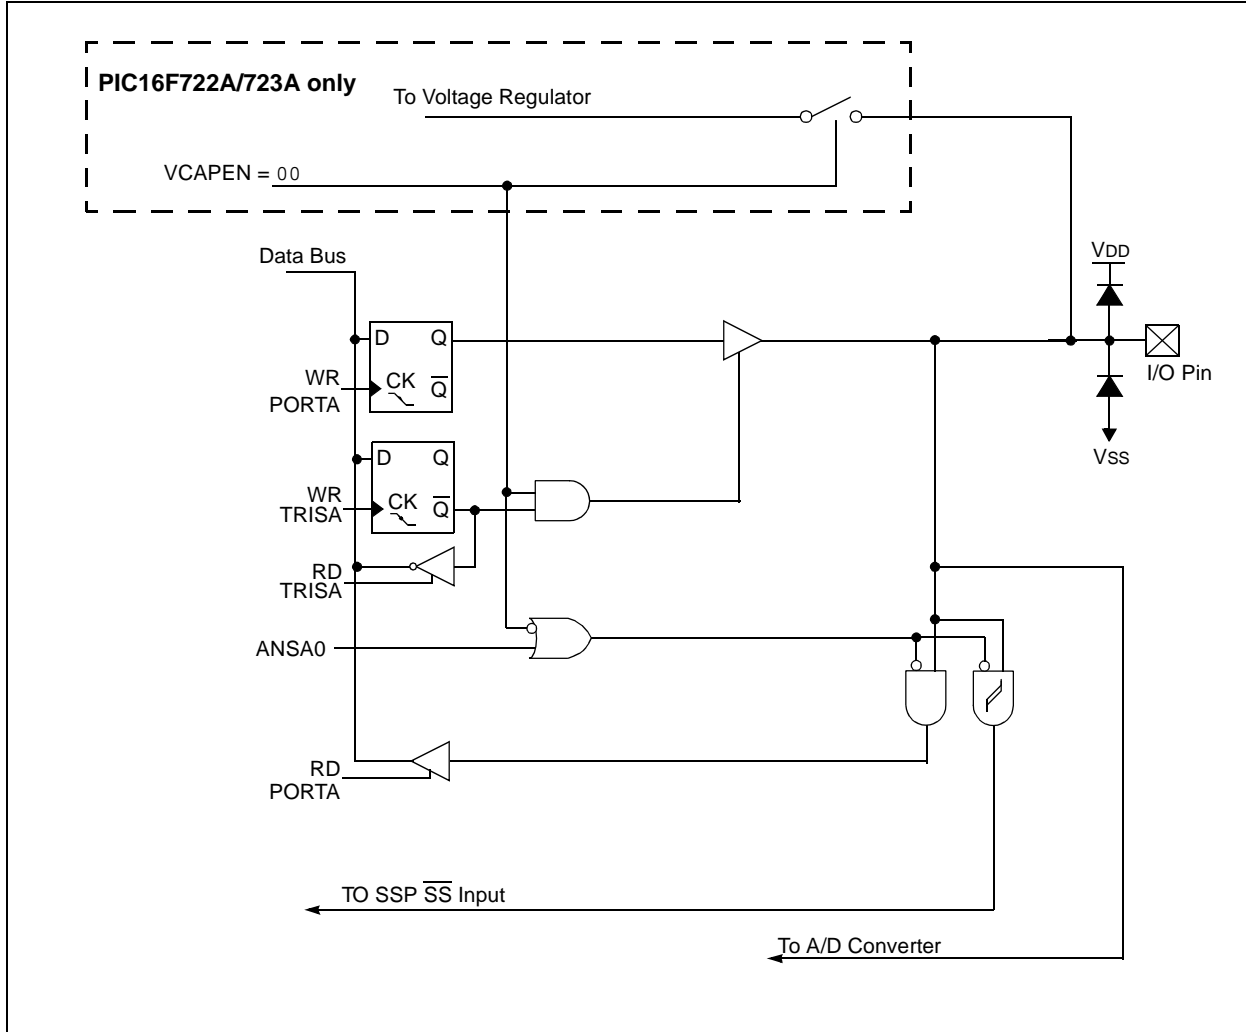 PIC16F722A/723A only
To Voltage Regulator
VCAPEN = 00
Data Bus
VDD
D Q
WR
PORTA
CK
Q̅
I/O Pin
VSS
D Q
WR
TRISA
CK
Q̅
RD
TRISA
ANSA0
RD
PORTA
TO SSP S̅S̅ Input
To A/D Converter